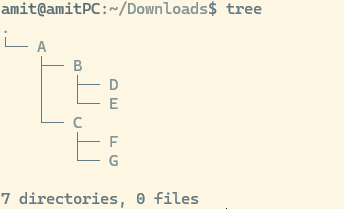 amit@amitPC:~/Downloads$ tree
.
└── A
    ├── B
    │   ├── D
    │   └── E
    └── C
        ├── F
        └── G

7 directories, 0 files